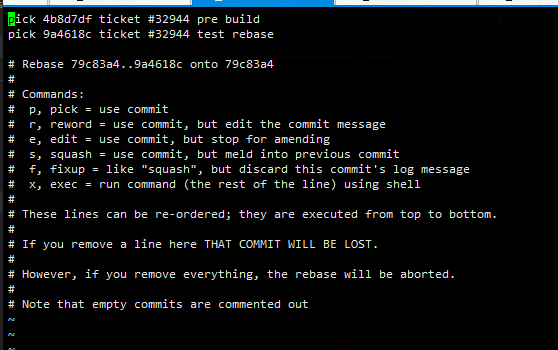 pick 4b8d7df ticket #32944 pre build
pick 9a4618c ticket #32944 test rebase

# Rebase 79c83a4..9a4618c onto 79c83a4
#
# Commands:
#  p, pick = use commit
#  r, reword = use commit, but edit the commit message
#  e, edit = use commit, but stop for amending
#  s, squash = use commit, but meld into previous commit
#  f, fixup = like "squash", but discard this commit's log message
#  x, exec = run command (the rest of the line) using shell
#
# These lines can be re-ordered; they are executed from top to bottom.
#
# If you remove a line here THAT COMMIT WILL BE LOST.
#
# However, if you remove everything, the rebase will be aborted.
#
# Note that empty commits are commented out
~
~
~